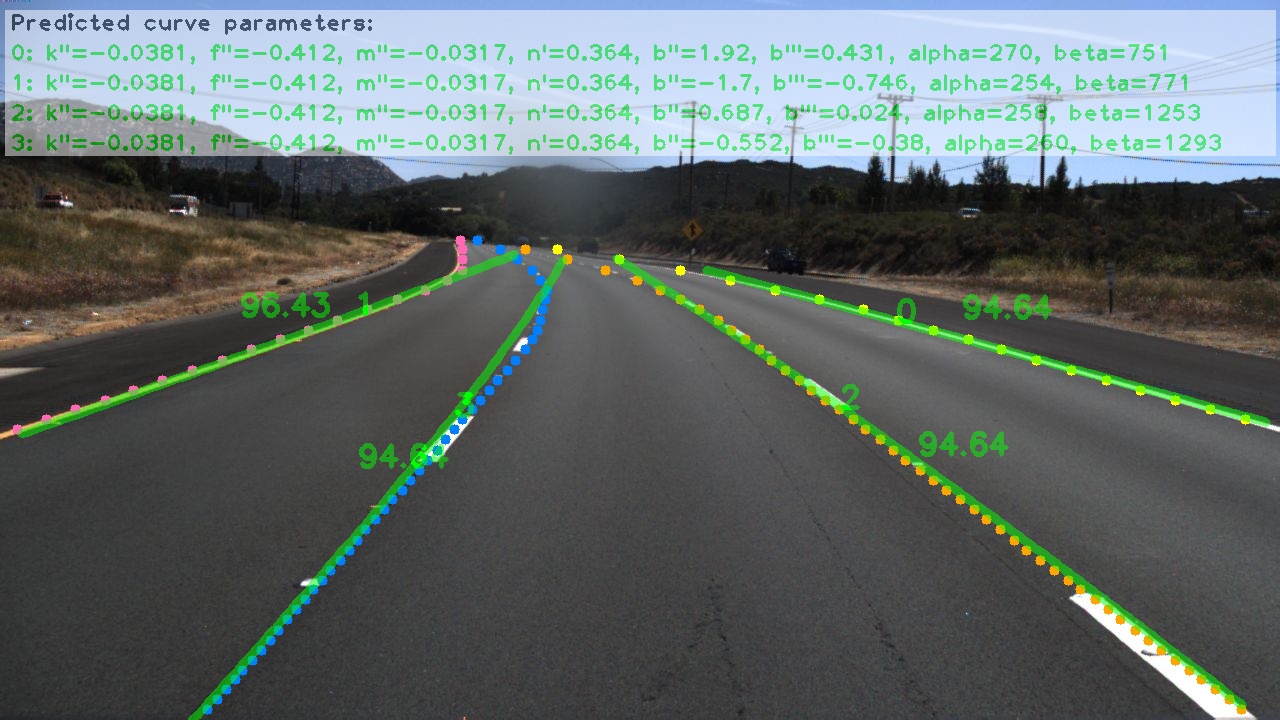 Predicted curve parameters:
0: k''=-0.0381, f''=-0.412, m''=-0.0317, n'=0.364, b''=1.92, b'''=0.431, alpha=270, beta=751
1: k''=-0.0381, f''=-0.412, m''=-0.0317, n'=0.364, b''=-1.7, b'''=-0.746, alpha=254, beta=771
2: k''=-0.0381, f''=-0.412, m''=-0.0317, n'=0.364, b''=0.687, b'''=0.024, alpha=258, beta=1253
3: k''=-0.0381, f''=-0.412, m''=-0.0317, n'=0.364, b''=-0.552, b'''=-0.38, alpha=260, beta=1293
96.43 1 0 94.64
3 2
94.64 94.64